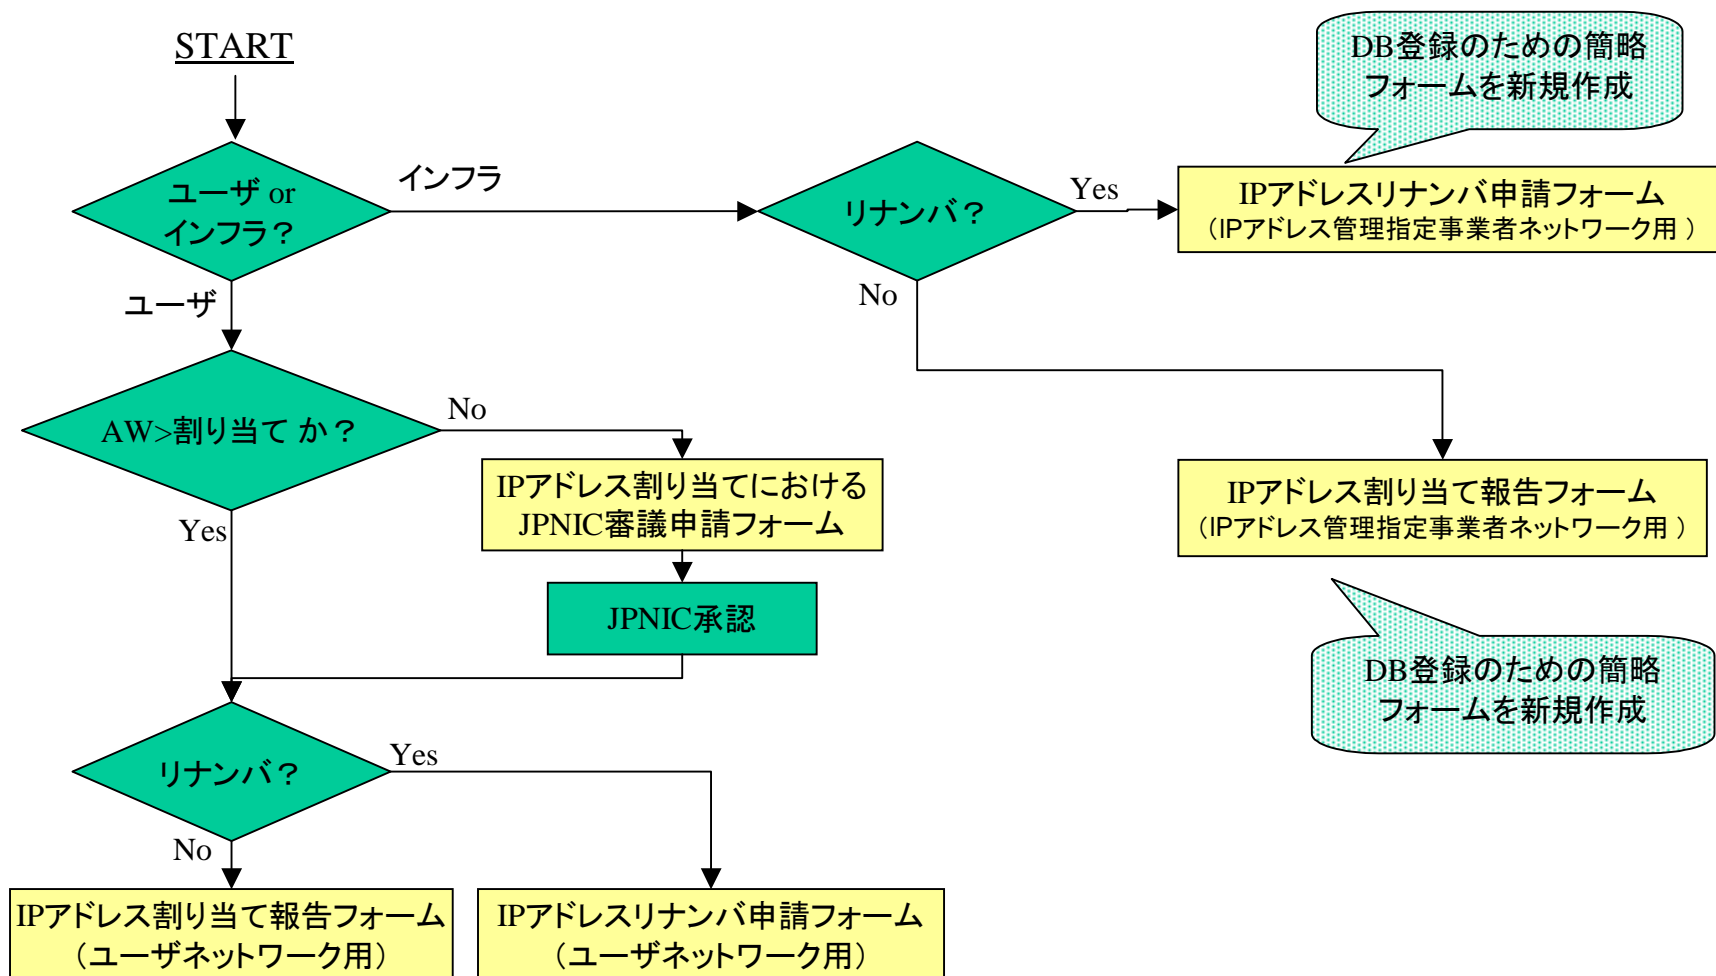 START
DB登録のための簡略
フォームを新規作成
ユーザ or
インフラ？
インフラ
リナンバ？
Yes
IPアドレスリナンバ申請フォーム
（IPアドレス管理指定事業者ネットワーク用 ）
No
ユーザ
AW>割り当て か？
No
IPアドレス割り当てにおける
JPNIC審議申請フォーム
IPアドレス割り当て報告フォーム
（IPアドレス管理指定事業者ネットワーク用 ）
Yes
JPNIC承認
DB登録のための簡略
フォームを新規作成
リナンバ？
Yes
No
IPアドレス割り当て報告フォーム
（ユーザネットワーク用）
IPアドレスリナンバ申請フォーム
（ユーザネットワーク用）